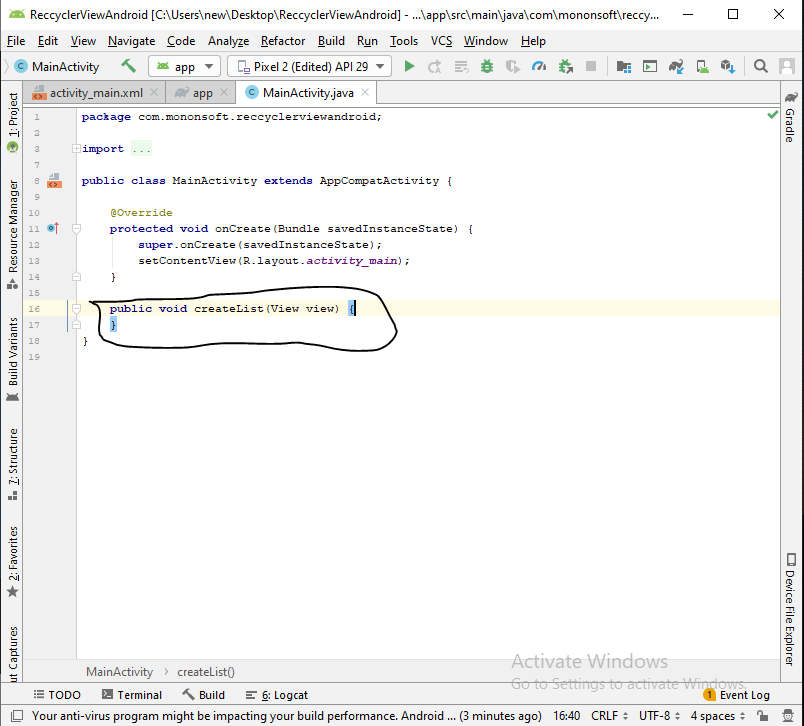 ReccyclerViewAndroid [C:\Users\new\Desktop\ReccyclerViewAndroid] - ...\app\src\main\java\com\mononsoft\reccy...
File Edit View Navigate Code Analyze Refactor Build Run Tools VCS Window Help
MainActivity app Pixel 2 (Edited) API 29
activity_main.xml app MainActivity.java
1 package com.mononsoft.reccyclerviewandroid;
2
3 import ...
7
8 public class MainActivity extends AppCompatActivity {
9
10 @Override
11 protected void onCreate(Bundle savedInstanceState) {
12 super.onCreate(savedInstanceState);
13 setContentView(R.layout.activity_main);
14 }
15
16 public void createList(View view) {
17 }
18 }
19
1: Project
Resource Manager
Build Variants
7: Structure
2: Favorites
ut Captures
Gradle
Device File Explorer
Activate Windows
Go to Settings to activate Windows.
MainActivity createList()
TODO Terminal Build 6: Logcat 1 Event Log
Your anti-virus program might be impacting your build performance. Android ... (3 minutes ago) 16:40 CRLF UTF-8 4 spaces